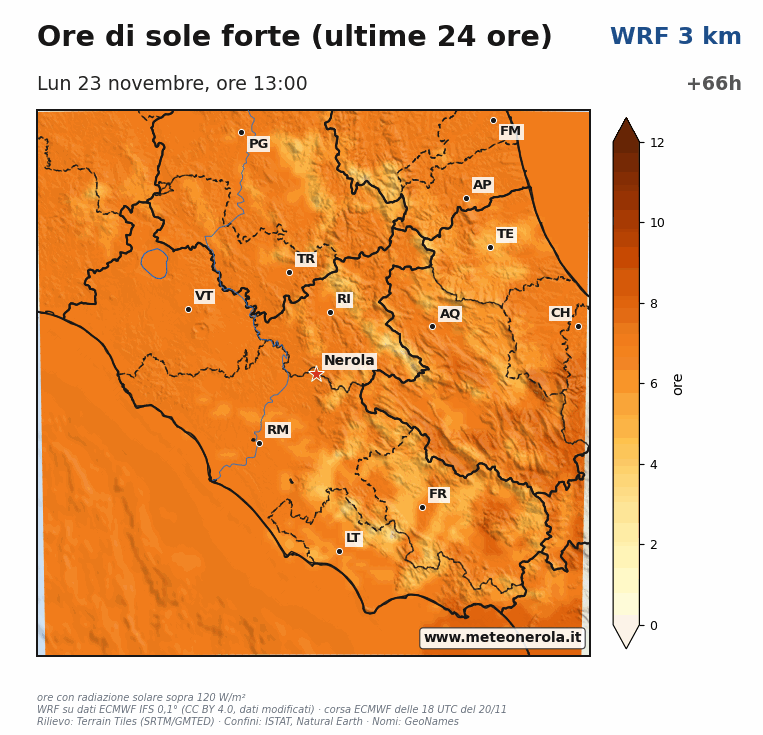 Ore di sole forte (ultime 24 ore)
WRF 3 km
Lun 23 novembre, ore 13:00
+66h
FM
PG
AP
TE
TR
VT
RI
AQ
CH
Nerola
RM
FR
LT
www.meteonerola.it
12
10
8
6
4
2
0
ore
ore con radiazione solare sopra 120 W/m²
WRF su dati ECMWF IFS 0,1° (CC BY 4.0, dati modificati) · corsa ECMWF delle 18 UTC del 20/11
Rilievo: Terrain Tiles (SRTM/GMTED) · Confini: ISTAT, Natural Earth · Nomi: GeoNames